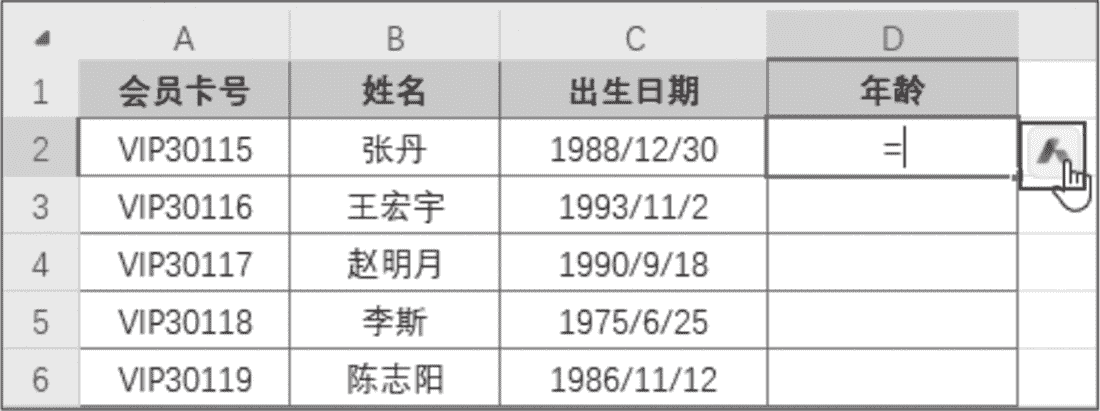 A B C D
1 会员卡号 姓名 出生日期 年龄
2 VIP30115 张丹 1988/12/30 =
3 VIP30116 王宏宇 1993/11/2
4 VIP30117 赵明月 1990/9/18
5 VIP30118 李斯 1975/6/25
6 VIP30119 陈志阳 1986/11/12